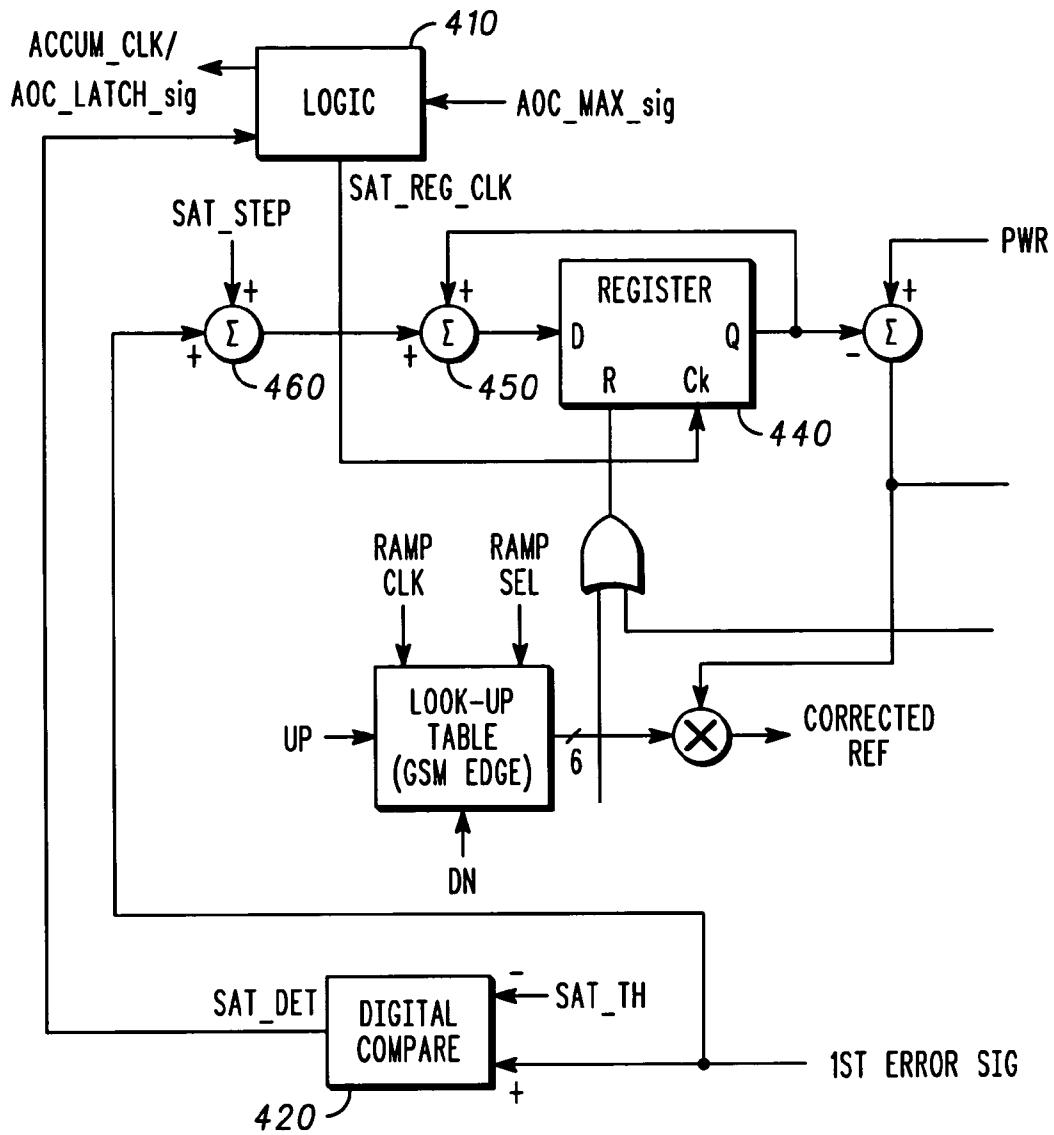 410
ACCUM_CLK/
AOC_LATCH_sig
LOGIC
AOC_MAX_sig
SAT_REG_CLK
SAT_STEP
PWR
+
+
REGISTER
+
Σ
+
460
Σ
+
450
D
Q
R
Ck
440
-
Σ
RAMP
CLK
RAMP
SEL
UP
LOOK-UP
TABLE
(GSM EDGE)
6
X
CORRECTED
REF
DN
SAT_DET
DIGITAL
COMPARE
-
SAT_TH
+
1ST ERROR SIG
420